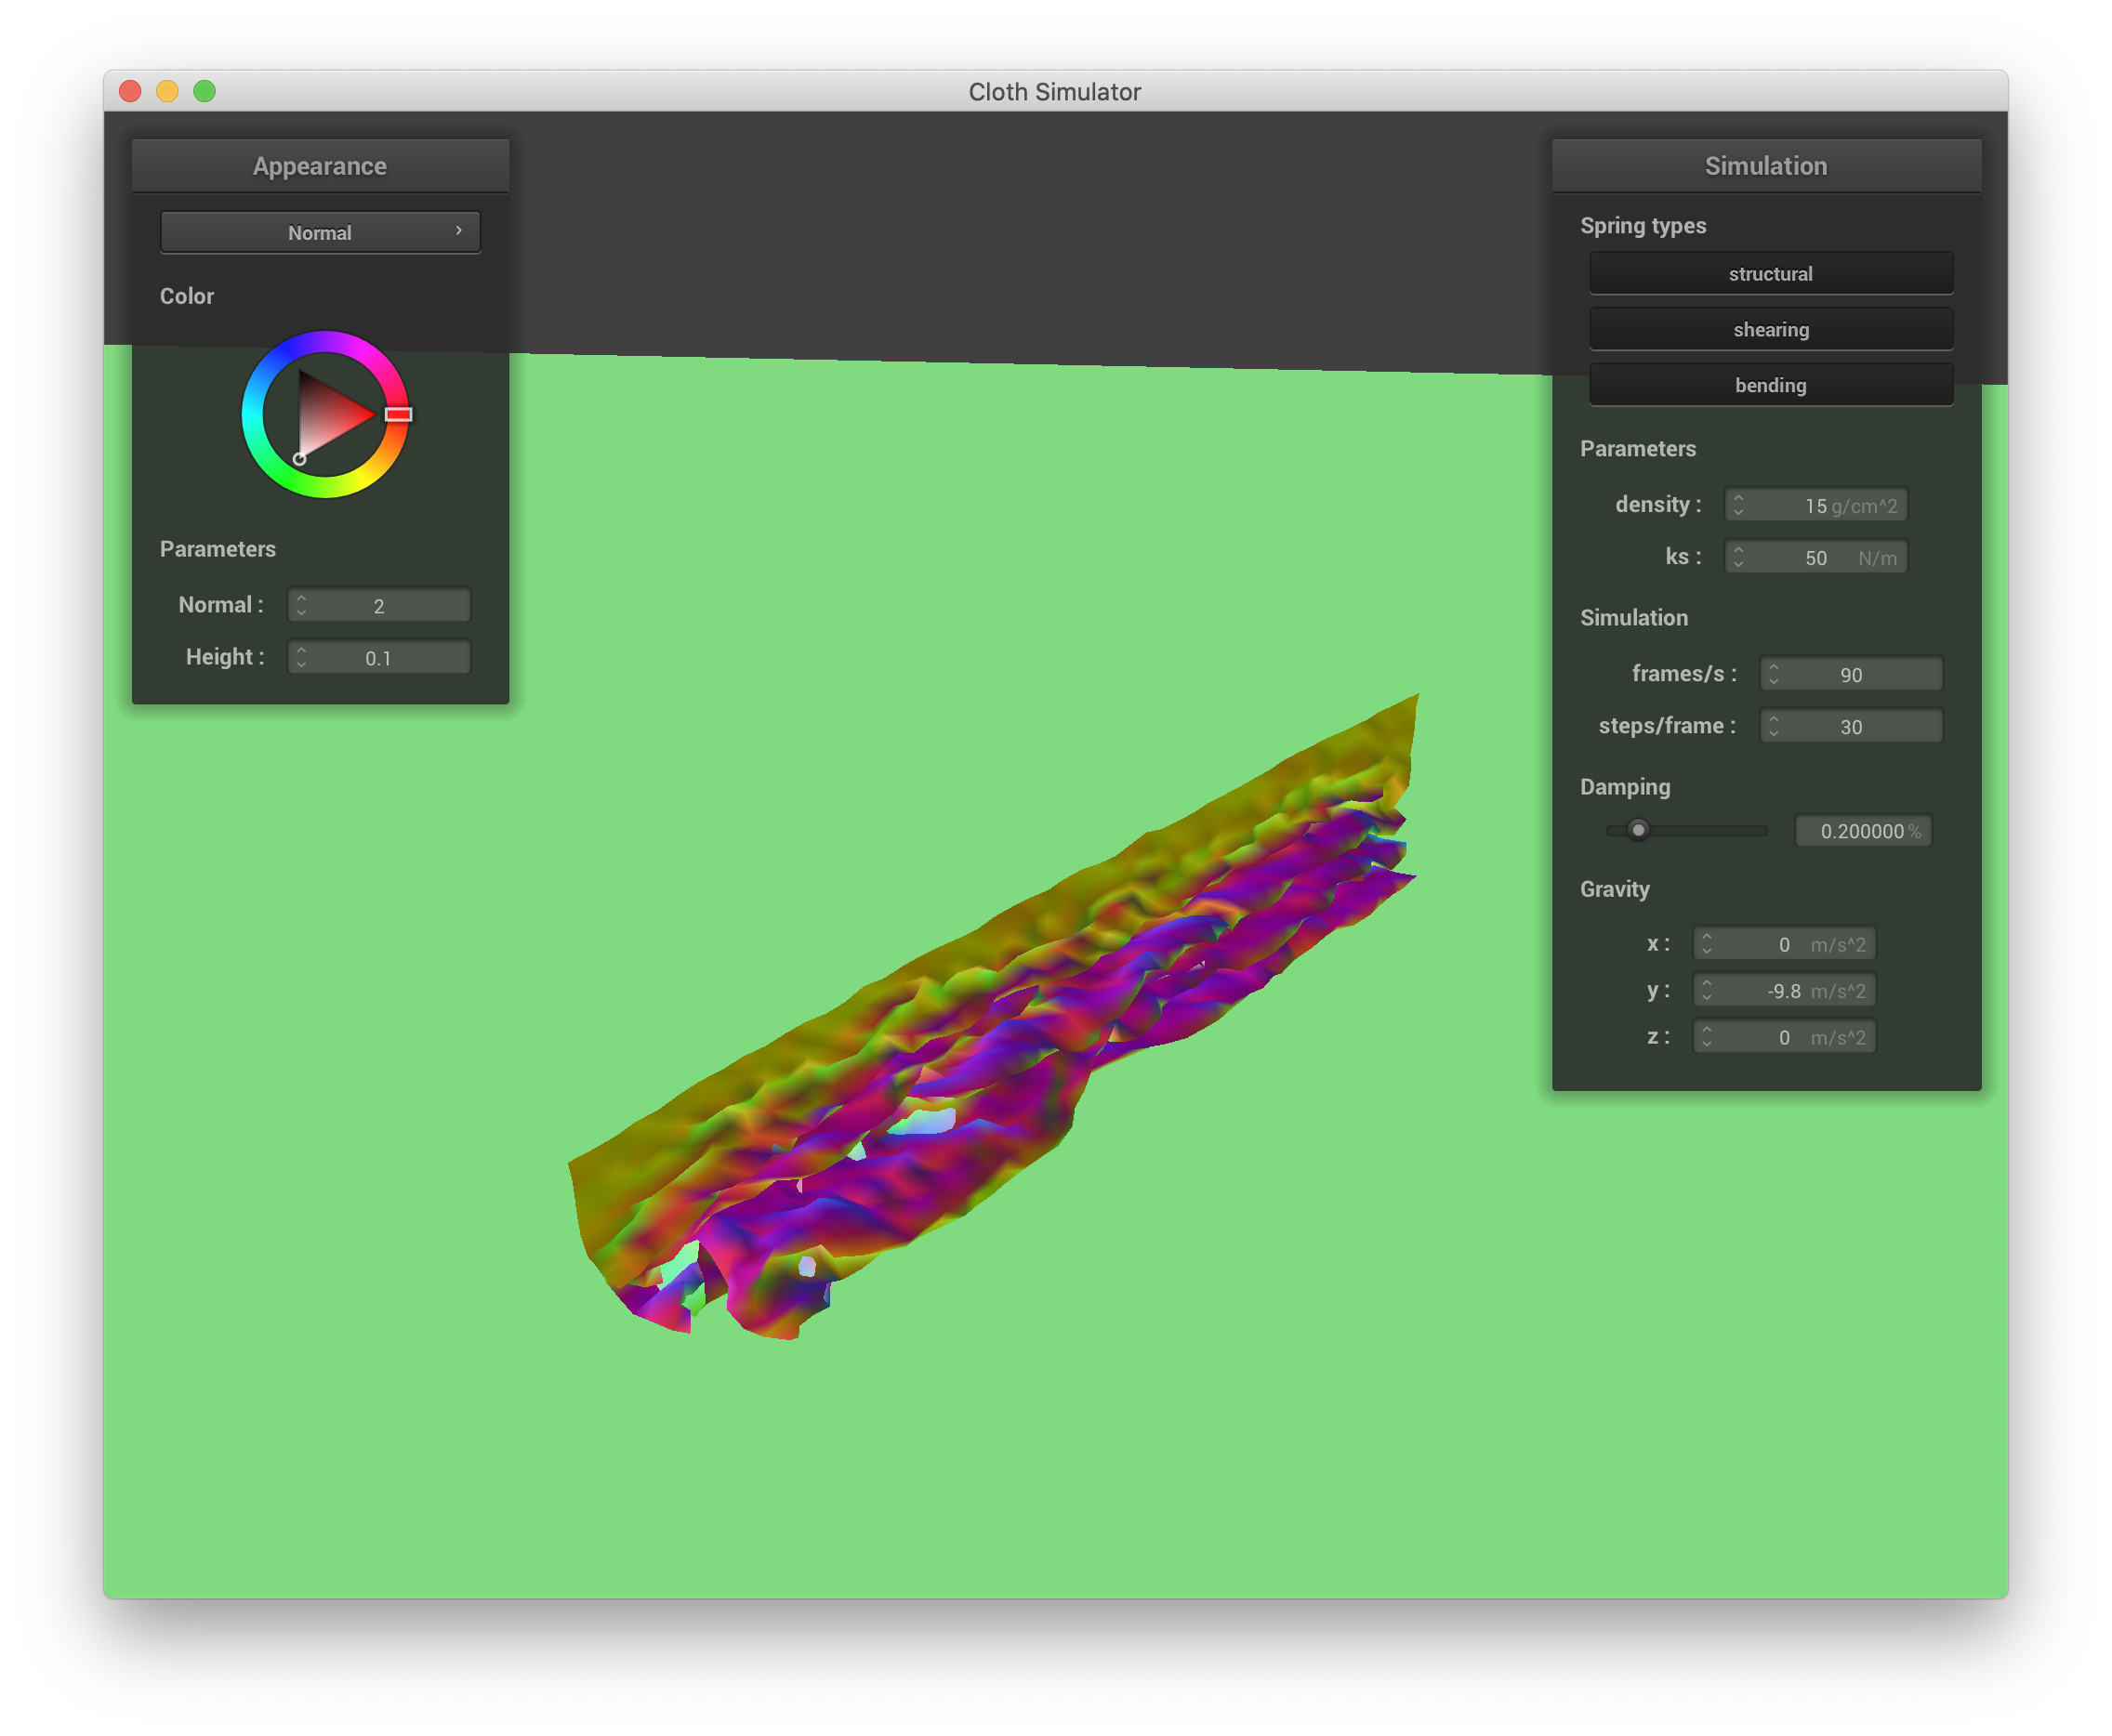 Cloth Simulator
Appearance
Normal
Color
Parameters
Normal :
2
Height :
0.1
Simulation
Spring types
structural
shearing
bending
Parameters
density :
15 g/cm^2
ks :
50 N/m
Simulation
frames/s :
90
steps/frame :
30
Damping
0.200000 %
Gravity
x :
0 m/s^2
y :
-9.8 m/s^2
z :
0 m/s^2